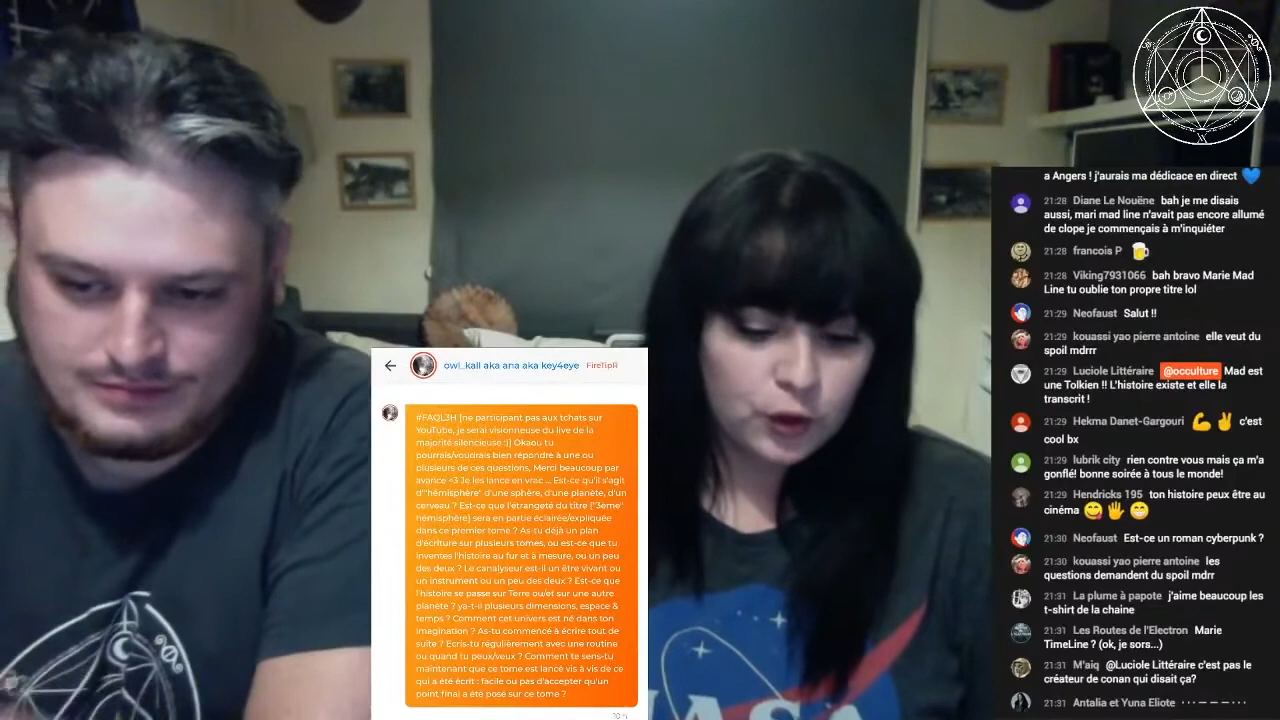 owl_kali aka ana aka key4eye FireTipR
#FAQL3H [ne participant pas aux tchats sur
YouTube, je serai visionneuse du live de la
majorité silencieuse :)] Okaou tu
pourrais/voudrais bien répondre à une ou
plusieurs de ces questions, Merci beaucoup par
avance <3 Je les lance en vrac ... Est-ce qu'il s'agit
d'"hémisphère" d'une sphère, d'une planète, d'un
cerveau ? Est-ce que l'étrangeté du titre ["3ème"
hémisphère] sera en partie éclairée/expliquée
dans ce premier tome ? As-tu déjà un plan
d'écriture sur plusieurs tomes, ou est-ce que tu
inventes l'histoire au fur et à mesure, ou un peu
des deux ? Le canalyseur est-il un être vivant ou
un instrument ou un peu des deux ? Est-ce que
l'histoire se passe sur Terre ou/et sur une autre
planète ? ya-t-il plusieurs dimensions, espace &
temps ? Comment cet univers est né dans ton
imagination ? As-tu commencé à écrire tout de
suite ? Ecris-tu régulièrement avec une routine
ou quand tu peux/veux ? Comment te sens-tu
maintenant que ce tome est lancé vis à vis de ce
qui a été écrit : facile ou pas d'accepter qu'un
point final a été posé sur ce tome ?
10 h
a Angers ! j'aurais ma dédicace en direct 💙
21:28 Diane Le Nouëne bah je me disais
aussi, mari mad line n'avait pas encore allumé
de clope je commençais à m'inquiéter
21:28 francois P 🍺
21:28 Viking7931066 bah bravo Marie Mad
Line tu oublie ton propre titre lol
21:29 Neofaust Salut !!
21:29 kouassi yao pierre antoine elle veut du
spoil mdrrr
21:29 Luciole Littéraire @occulture Mad est
une Tolkien !! L'histoire existe et elle la
transcrit !
21:29 Hekma Danet-Gargouri 💪✌ c'est
cool bx
21:29 lubrik city rien contre vous mais ça m'a
gonflé! bonne soirée à tous le monde!
21:29 Hendricks 195 ton histoire peux être au
cinéma 😋🖐😁
21:30 Neofaust Est-ce un roman cyberpunk ?
21:30 kouassi yao pierre antoine les
questions demandent du spoil mdrr
21:31 La plume à papote j'aime beaucoup les
t-shirt de la chaine
21:31 Les Routes de l'Electron Marie
TimeLine ? (ok, je sors...)
21:31 M'aiq @Luciole Littéraire c'est pas le
créateur de conan qui disait ça?
21:31 Antalia et Yuna Eliote